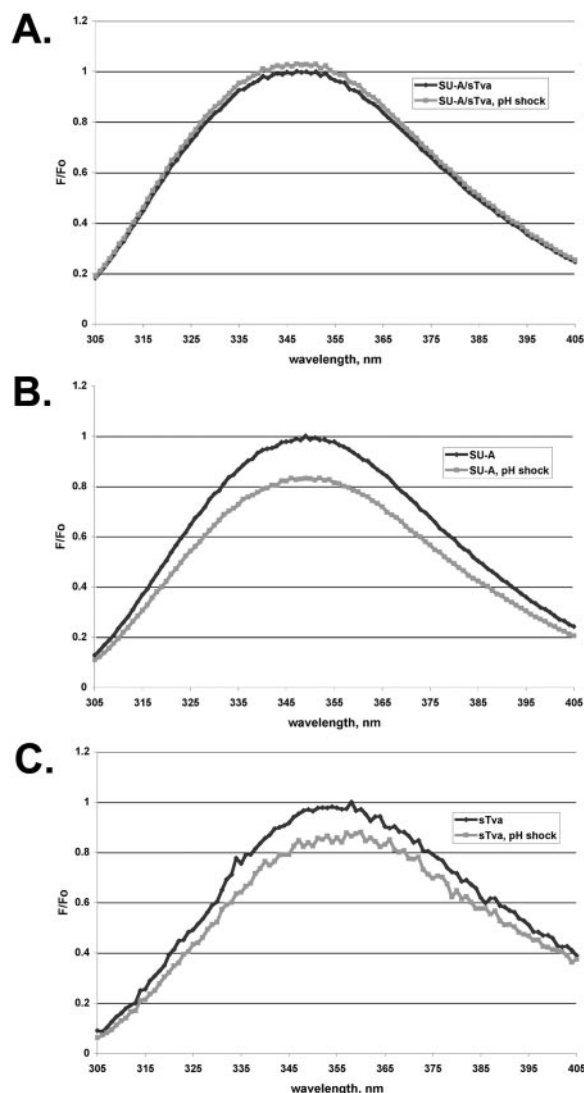 A.
1.2
1
0.8
0.6
0.4
0.2
0
F/Fo
SU-A/sTva
SU-A/sTva, pH shock
305 315 325 335 345 355 365 375 385 395 405
wavelength, nm
B.
1.2
1
0.8
0.6
0.4
0.2
0
F/Fo
SU-A
SU-A, pH shock
305 315 325 335 345 355 365 375 385 395 405
wavelength, nm
C.
1.2
1
0.8
0.6
0.4
0.2
0
F/Fo
sTva
sTva, pH shock
305 315 325 335 345 355 365 375 385 395 405
wavelength, nm